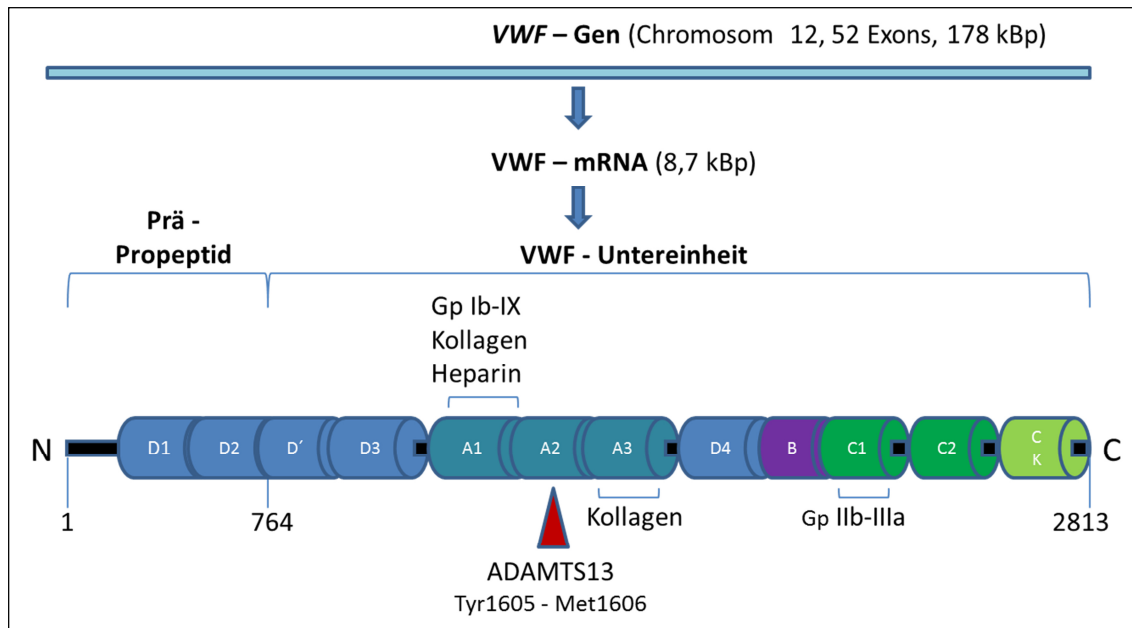 VWF – Gen (Chromosom 12, 52 Exons, 178 kBp)
VWF – mRNA (8,7 kBp)
Prä -
Propeptid
VWF - Untereinheit
Gp Ib-IX
Kollagen
Heparin
N D1 D2 D´ D3 A1 A2 A3 D4 B C1 C2 C C
K
1 764 Kollagen Gp IIb-IIIa 2813
ADAMTS13
Tyr1605 - Met1606